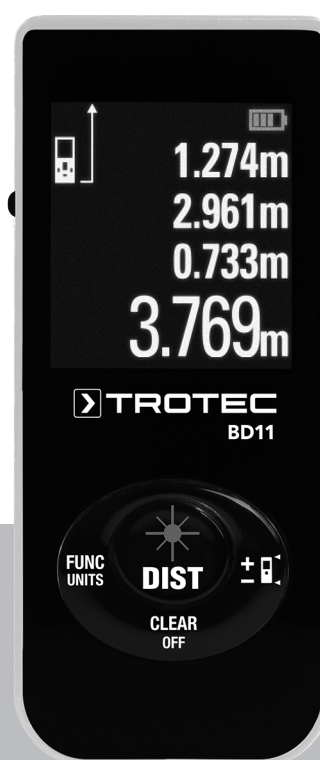 1.274m
2.961m
0.733m
3.769m
TROTEC
BD11
FUNC
UNITS
DIST
+
−
CLEAR
OFF